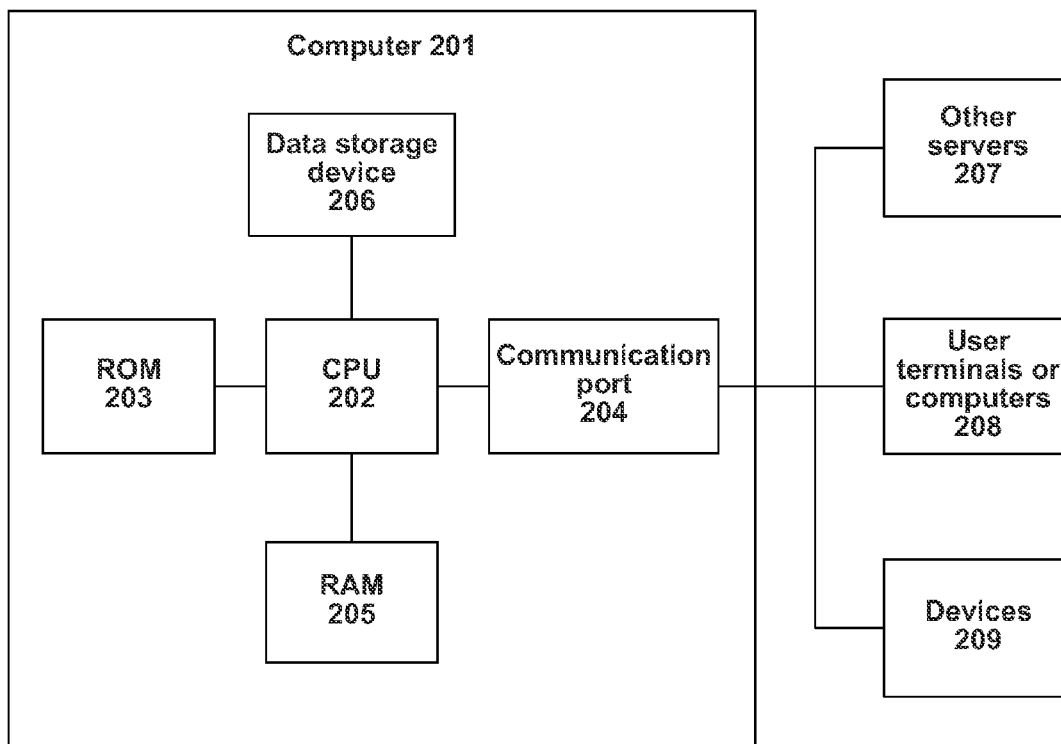 Computer 201
Data storage
device
206
ROM
203
CPU
202
Communication
port
204
RAM
205
Other
servers
207
User
terminals or
computers
208
Devices
209